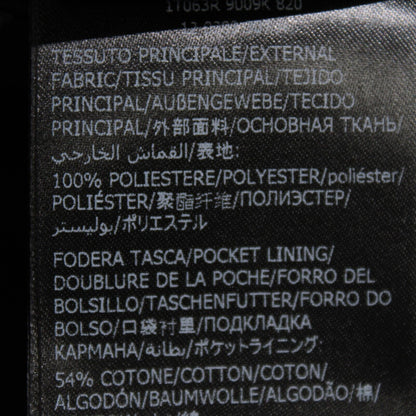 1T063R 9009K 820
TESSUTO PRINCIPALE/EXTERNAL
FABRIC/TISSU PRINCIPAL/TEJIDO
PRINCIPAL/AUßENGEWEBE/TECIDO
PRINCIPAL/外部面料/ОСНОВНАЯ ТКАНЬ/
القماش الخارجي/表地:
100% POLIESTERE/POLYESTER/poliéster/
POLIÉSTER/聚酯纤维/ПОЛИЭСТЕР/
بوليستر/ポリエステル
FODERA TASCA/POCKET LINING/
DOUBLURE DE LA POCHE/FORRO DEL
BOLSILLO/TASCHENFUTTER/FORRO DO
BOLSO/口袋衬里/ПОДКЛАДКА
КАРМАНА/بطانة/ポケットライニング:
54% COTONE/COTTON/COTON/
ALGODÓN/BAUMWOLLE/ALGODÃO/棉/